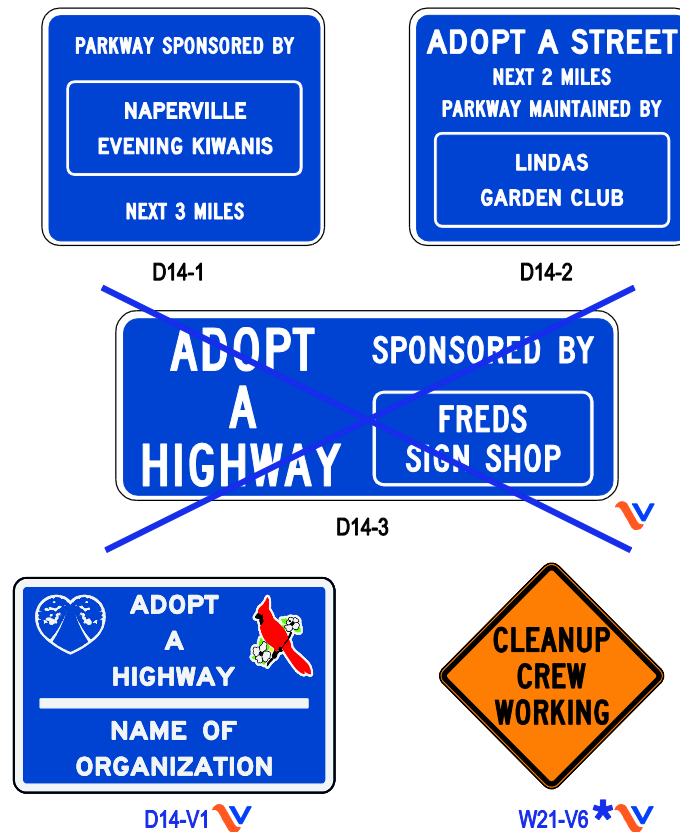 PARKWAY SPONSORED BY
NAPERVILLE
EVENING KIWANIS
NEXT 3 MILES
D14-1
ADOPT A STREET
NEXT 2 MILES
PARKWAY MAINTAINED BY
LINDAS
GARDEN CLUB
D14-2
ADOPT
A
HIGHWAY
SPONSORED BY
FREDS
SIGN SHOP
D14-3
ADOPT
A
HIGHWAY
NAME OF
ORGANIZATION
D14-V1
CLEANUP
CREW
WORKING
W21-V6 *